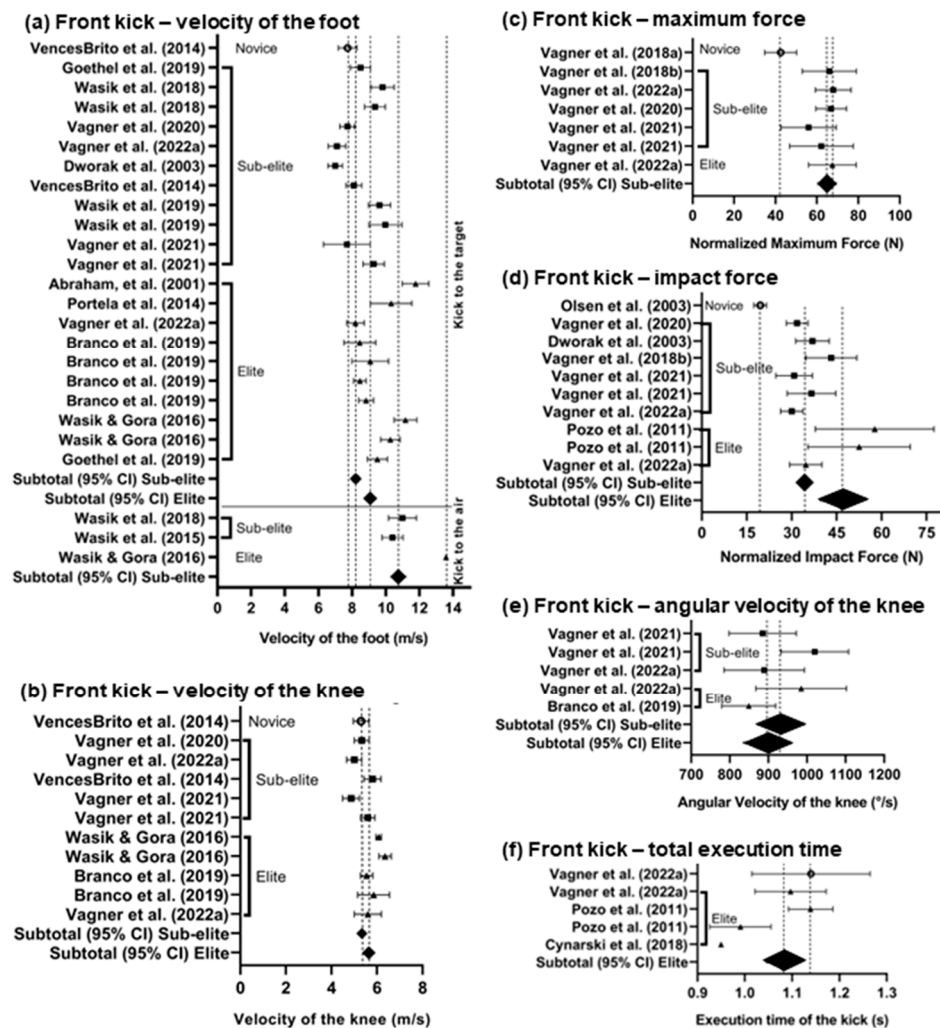 (a) Front kick – velocity of the foot
VencesBrito et al. (2014)
Novice
Goethel et al. (2019)
Wasik et al. (2018)
Wasik et al. (2018)
Vagner et al. (2020)
Vagner et al. (2022a)
Sub-elite
Dworak et al. (2003)
VencesBrito et al. (2014)
Wasik et al. (2019)
Wasik et al. (2019)
Vagner et al. (2021)
Vagner et al. (2021)
Abraham, et al. (2001)
Portela et al. (2014)
Vagner et al. (2022a)
Branco et al. (2019)
Elite
Branco et al. (2019)
Branco et al. (2019)
Branco et al. (2019)
Wasik & Gora (2016)
Wasik & Gora (2016)
Goethel et al. (2019)
Subtotal (95% CI) Sub-elite
Subtotal (95% CI) Elite
Kick to the target
Wasik et al. (2018)
Sub-elite
Wasik et al. (2015)
Wasik & Gora (2016)
Elite
Subtotal (95% CI) Sub-elite
Kick to the air
0 2 4 6 8 10 12 14
Velocity of the foot (m/s)
(b) Front kick – velocity of the knee
VencesBrito et al. (2014)
Novice
Vagner et al. (2020)
Vagner et al. (2022a)
Sub-elite
VencesBrito et al. (2014)
Vagner et al. (2021)
Vagner et al. (2021)
Wasik & Gora (2016)
Wasik & Gora (2016)
Elite
Branco et al. (2019)
Branco et al. (2019)
Vagner et al. (2022a)
Subtotal (95% CI) Sub-elite
Subtotal (95% CI) Elite
0 2 4 6 8
Velocity of the knee (m/s)
(c) Front kick – maximum force
Vagner et al. (2018a)
Novice
Vagner et al. (2018b)
Vagner et al. (2022a)
Vagner et al. (2020)
Sub-elite
Vagner et al. (2021)
Vagner et al. (2021)
Vagner et al. (2022a)
Elite
Subtotal (95% CI) Sub-elite
0 20 40 60 80 100
Normalized Maximum Force (N)
(d) Front kick – impact force
Olsen et al. (2003)
Novice
Vagner et al. (2020)
Dworak et al. (2003)
Vagner et al. (2018b)
Sub-elite
Vagner et al. (2021)
Vagner et al. (2021)
Vagner et al. (2022a)
Pozo et al. (2011)
Pozo et al. (2011)
Elite
Vagner et al. (2022a)
Subtotal (95% CI) Sub-elite
Subtotal (95% CI) Elite
0 15 30 45 60 75
Normalized Impact Force (N)
(e) Front kick – angular velocity of the knee
Vagner et al. (2021)
Vagner et al. (2021)
Sub-elite
Vagner et al. (2022a)
Vagner et al. (2022a)
Elite
Branco et al. (2019)
Subtotal (95% CI) Sub-elite
Subtotal (95% CI) Elite
700 800 900 1000 1100 1200
Angular Velocity of the knee (°/s)
(f) Front kick – total execution time
Vagner et al. (2022a)
Vagner et al. (2022a)
Pozo et al. (2011)
Elite
Pozo et al. (2011)
Cynarski et al. (2018)
Subtotal (95% CI) Elite
0.9 1.0 1.1 1.2 1.3
Execution time of the kick (s)